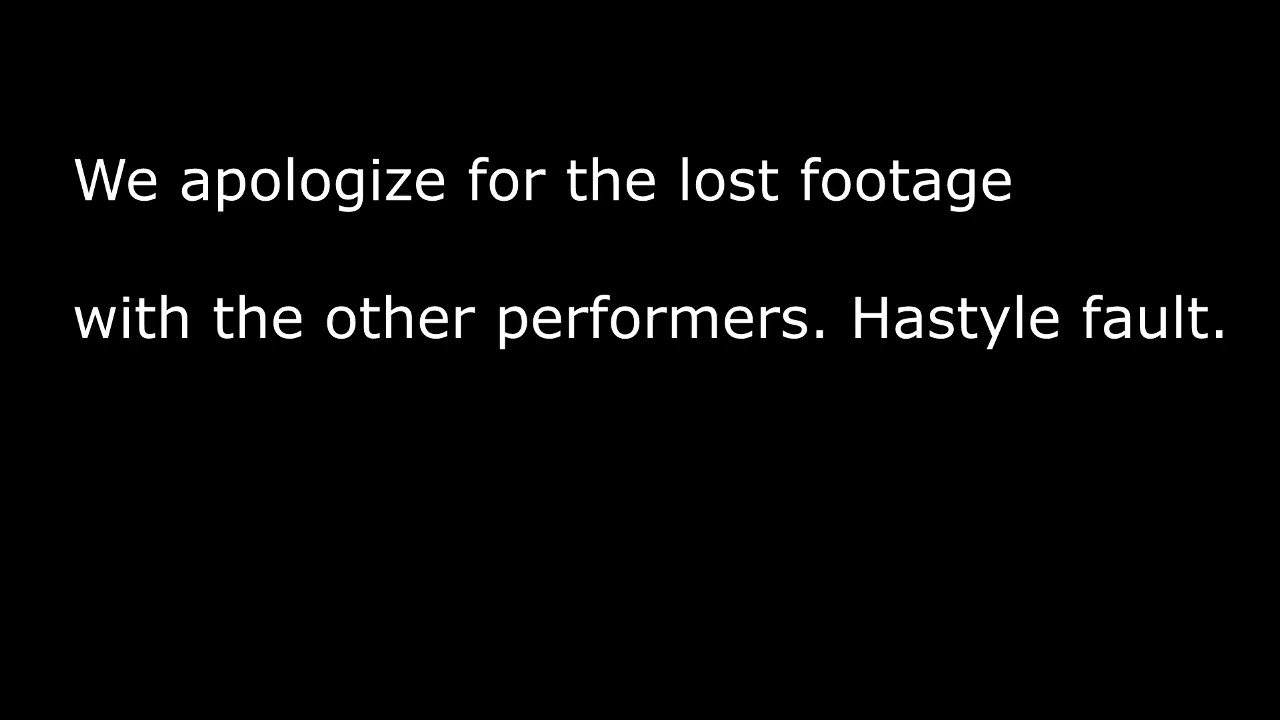 We apologize for the lost footage
with the other performers. Hastyle fault.